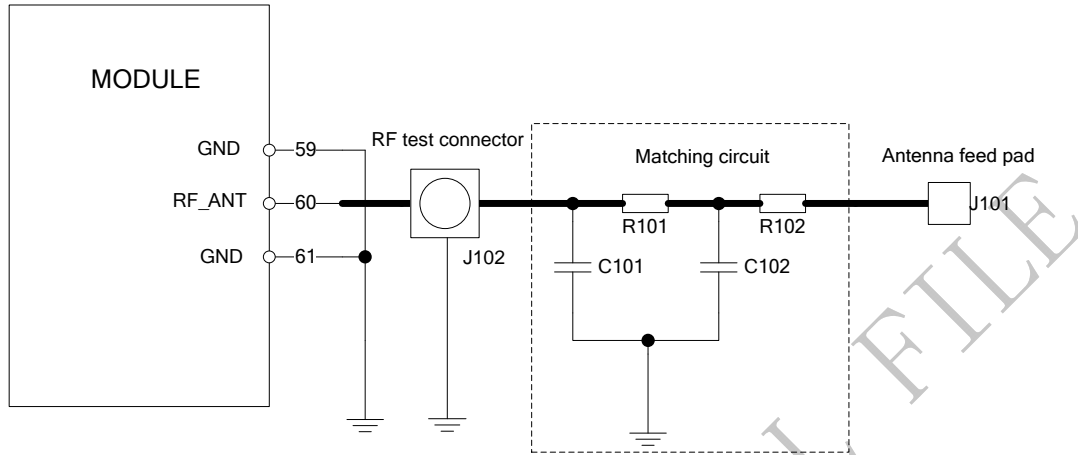 MODULE
GND
59
RF_ANT
60
GND
61
RF test connector
J102
Matching circuit
R101
R102
C101
C102
Antenna feed pad
J101
L FILE